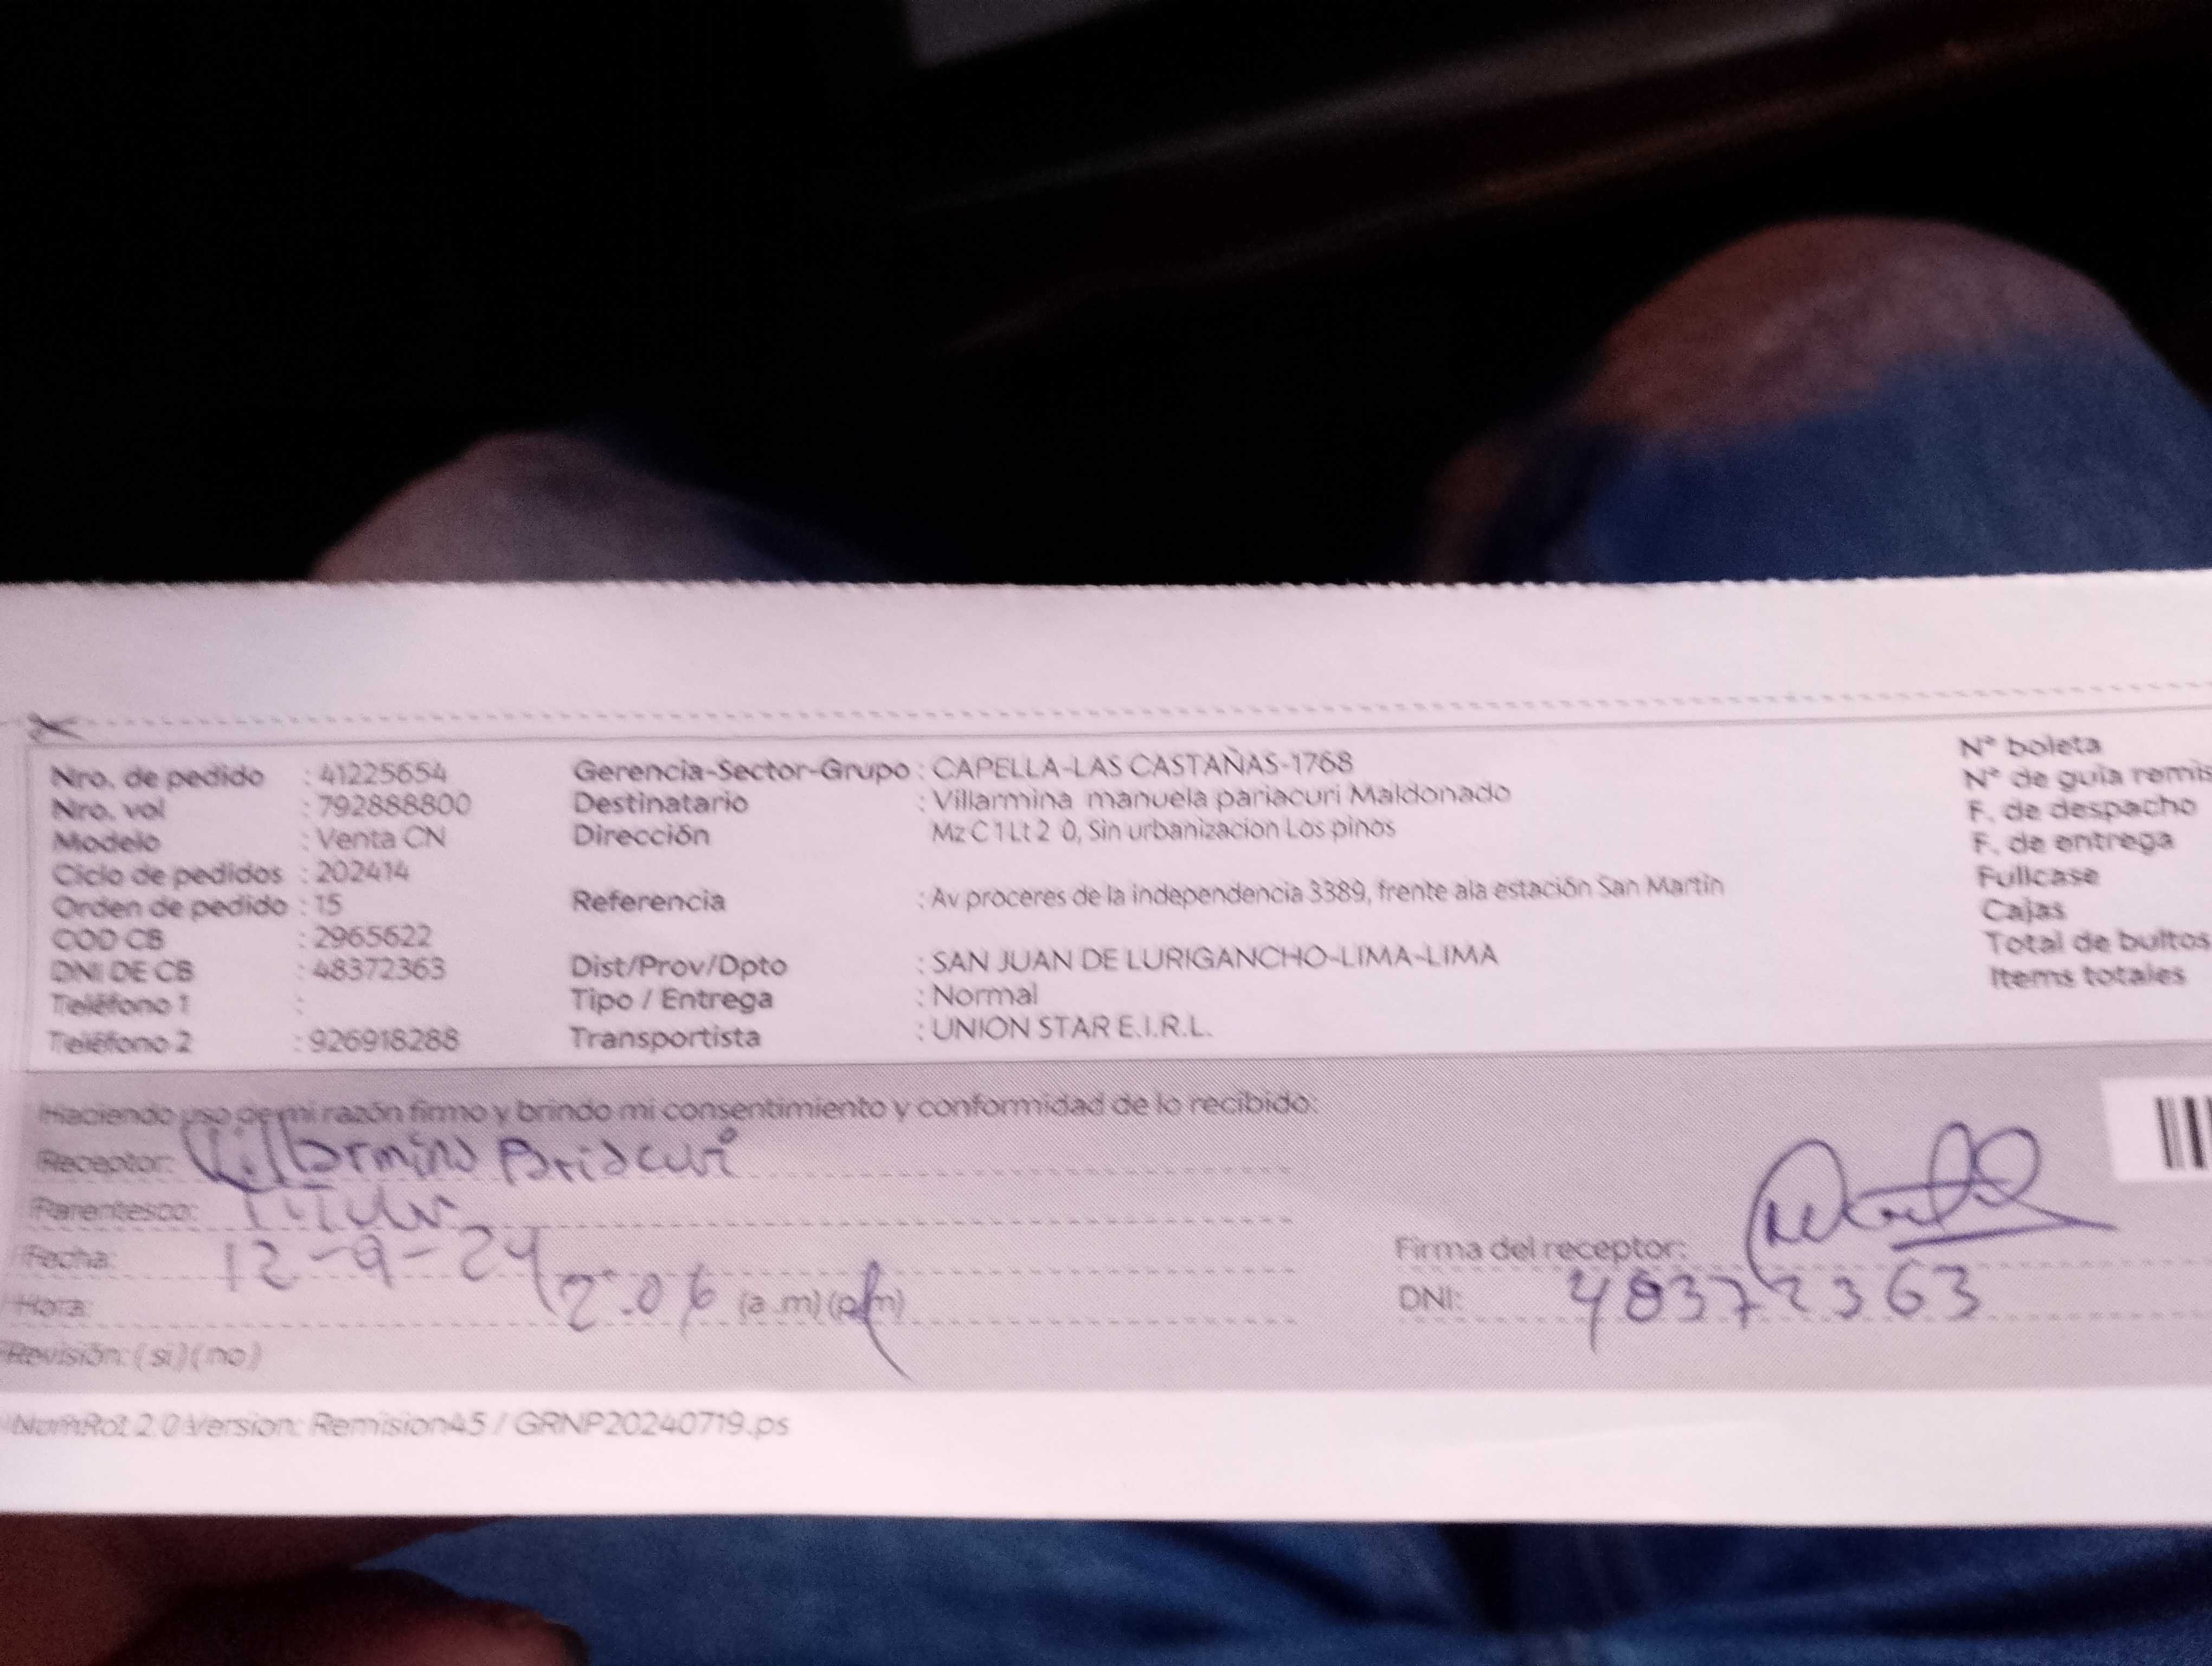 Nro. de pedido : 41225654
Nro. vol : 792888800
Modelo : Venta CN
Ciclo de pedidos : 202414
Orden de pedido : 15
COD CB : 2965622
DNI DE CB : 48372363
Teléfono 1 :
Teléfono 2 : 926918288
Gerencia-Sector-Grupo : CAPELLA-LAS CASTAÑAS-1768
Destinatario : Villarmina manuela pariacuri Maldonado
Dirección Mz C 1 Lt 2 0, Sin urbanizacion Los pinos
Referencia : Av proceres de la independencia 3389, frente ala estación San Martin
Dist/Prov/Dpto : SAN JUAN DE LURIGANCHO-LIMA-LIMA
Tipo / Entrega : Normal
Transportista : UNION STAR E.I.R.L.
N° boleta
N° de guía remis
F. de despacho
F. de entrega
Fullcase
Cajas
Total de bultos
Items totales
Haciendo uso de mi razón firmo y brindo mi consentimiento y conformidad de lo recibido:
Receptor: Villarmina Pariacuri
Parentesco: Titular
Fecha: 12-9-24
Hora: 12:06 (a.m) (p.m)
Revisión: (si) (no)
Firma del receptor:
DNI: 48372363
NomRot 2.0 Version: Remision45 / GRNP20240719.ps